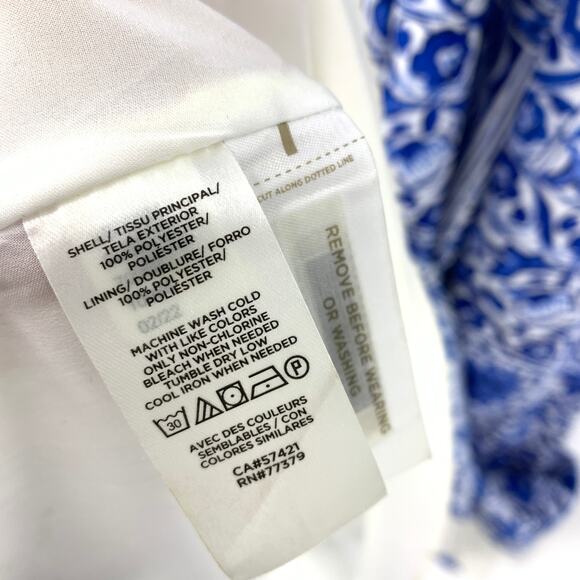 SHELL/ TISSU PRINCIPAL/
TELA EXTERIOR
100% POLYESTER/
POLIÉSTER
LINING/ DOUBLURE/ FORRO
100% POLYESTER/
POLIÉSTER
02/22
MACHINE WASH COLD
WITH LIKE COLORS
ONLY NON-CHLORINE
BLEACH WHEN NEEDED
TUMBLE DRY LOW
COOL IRON WHEN NEEDED
30
P
AVEC DES COULEURS
SEMBLABLES/ CON
COLORES SIMILARES
CA#57421
RN#77379
CUT ALONG DOTTED LINE
REMOVE BEFORE WEARING
OR WASHING